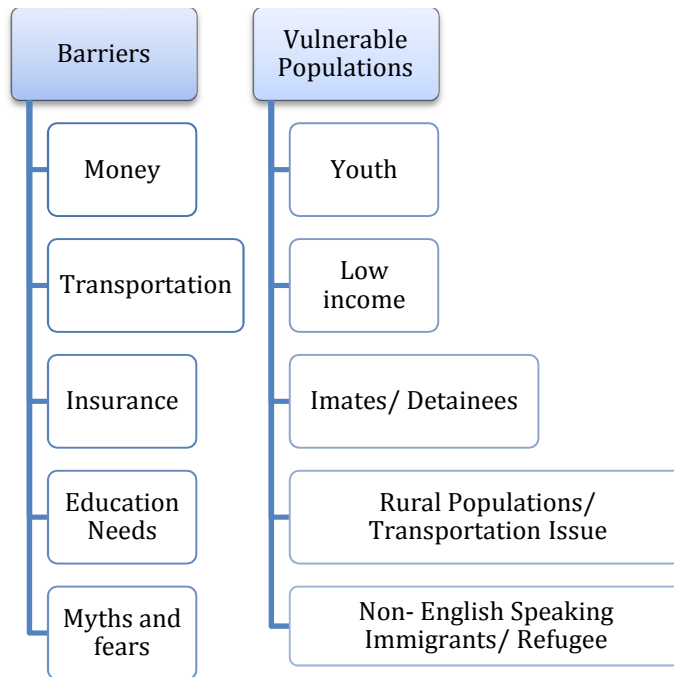 Barriers
Money
Transportation
Insurance
Education
Needs
Myths and
fears
Vulnerable
Populations
Youth
Low
income
Imates/ Detainees
Rural Populations/
Transportation Issue
Non- English Speaking
Immigrants/ Refugee